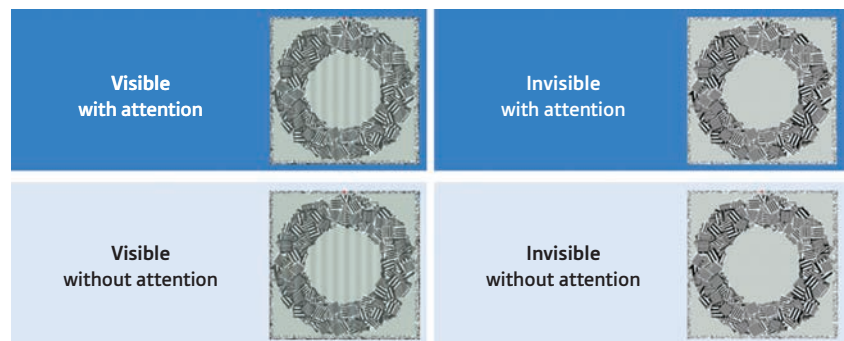 Visible
with attention
Invisible
with attention
Visible
without attention
Invisible
without attention